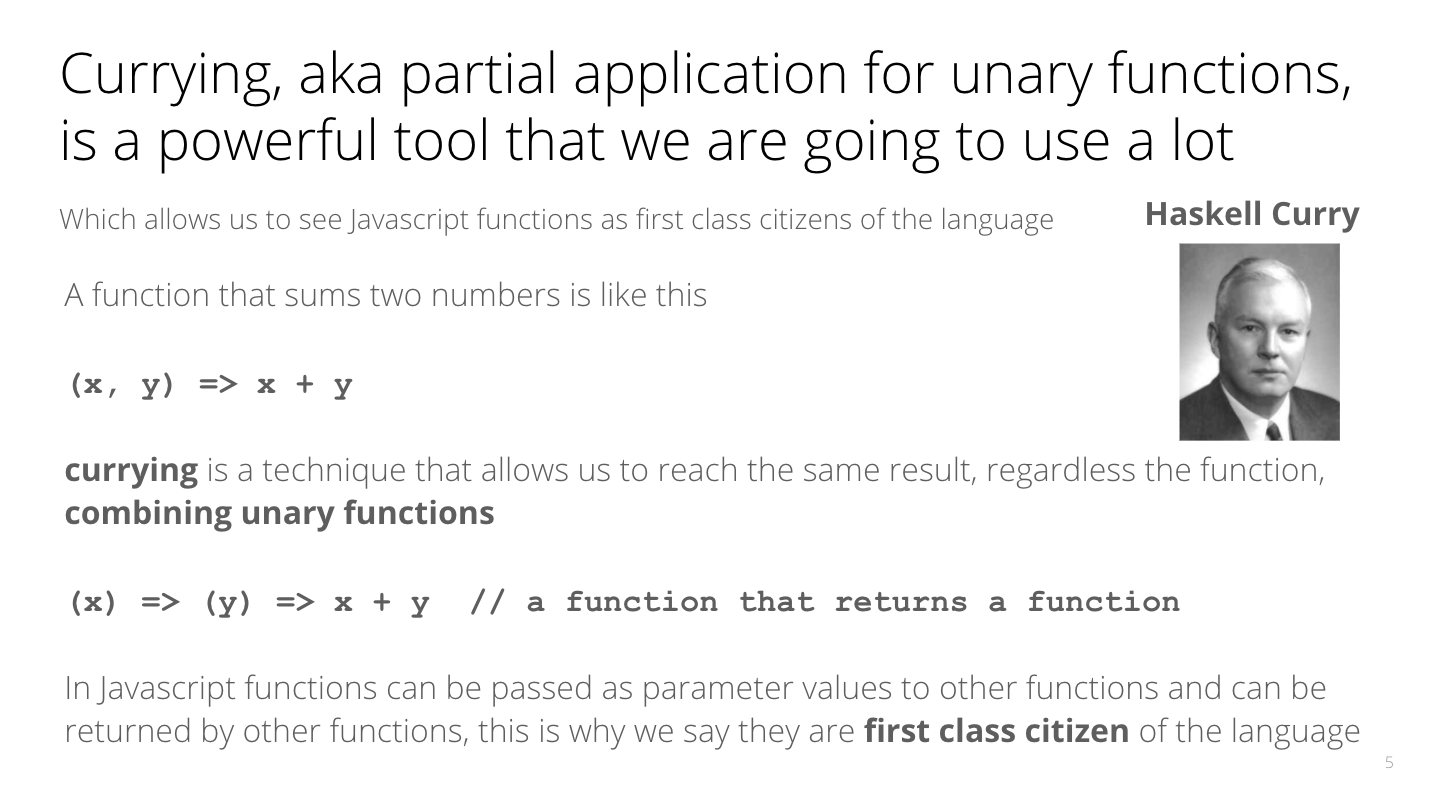 Currying, aka partial application for unary functions,
is a powerful tool that we are going to use a lot
Which allows us to see Javascript functions as first class citizens of the language
Haskell Curry
A function that sums two numbers is like this
(x, y) => x + y
currying is a technique that allows us to reach the same result, regardless the function,
combining unary functions
(x) => (y) => x + y  // a function that returns a function
In Javascript functions can be passed as parameter values to other functions and can be
returned by other functions, this is why we say they are first class citizen of the language
5